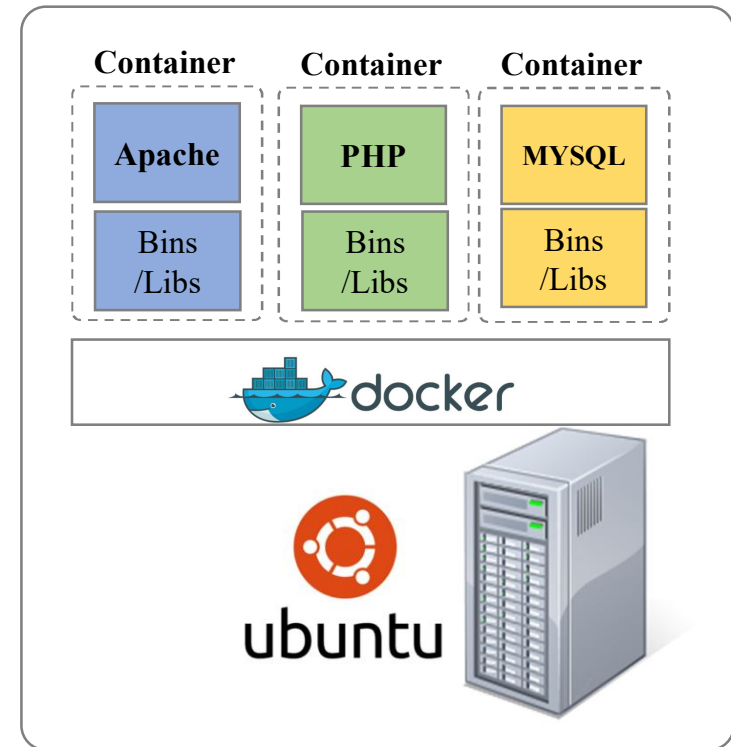 Container Container Container
Apache PHP MYSQL
Bins Bins Bins
/Libs /Libs /Libs
docker
ubuntu